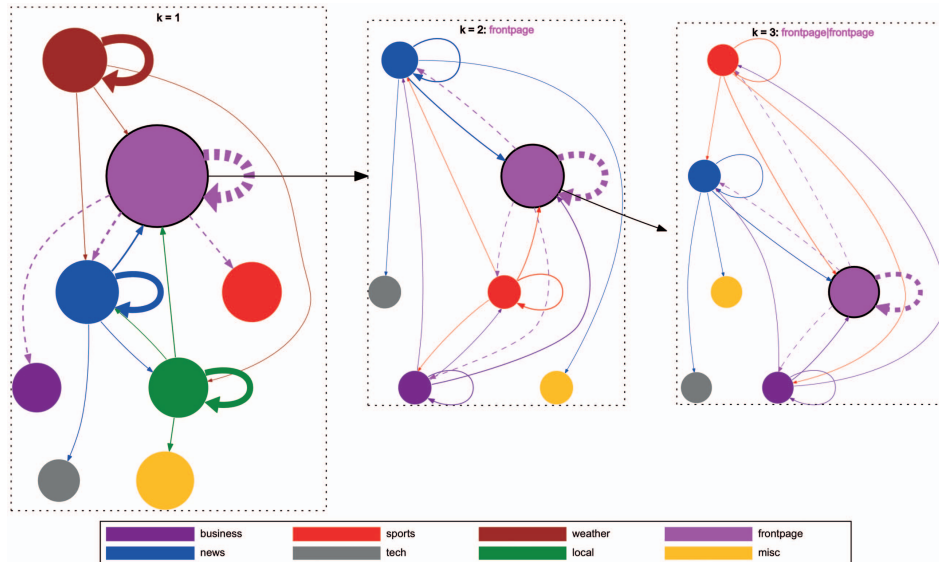 k = 1
k = 2: frontpage
k = 3: frontpage|frontpage
business
sports
weather
frontpage
news
tech
local
misc